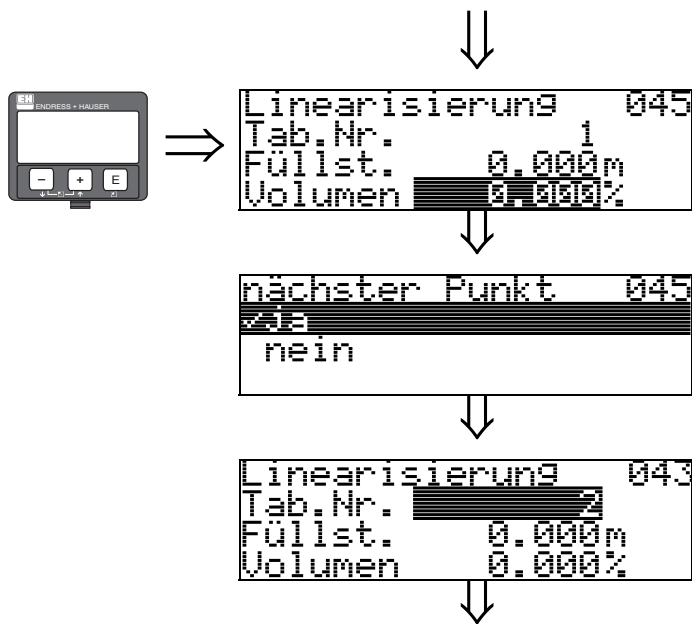 EH ENDRESS + HAUSER
- + E
Linearisierung 045
Tab.Nr. 1
Füllst. 0.000m
Volumen 0.000%
nächster Punkt 045
✓ja
nein
Linearisierung 043
Tab.Nr. 2
Füllst. 0.000m
Volumen 0.000%